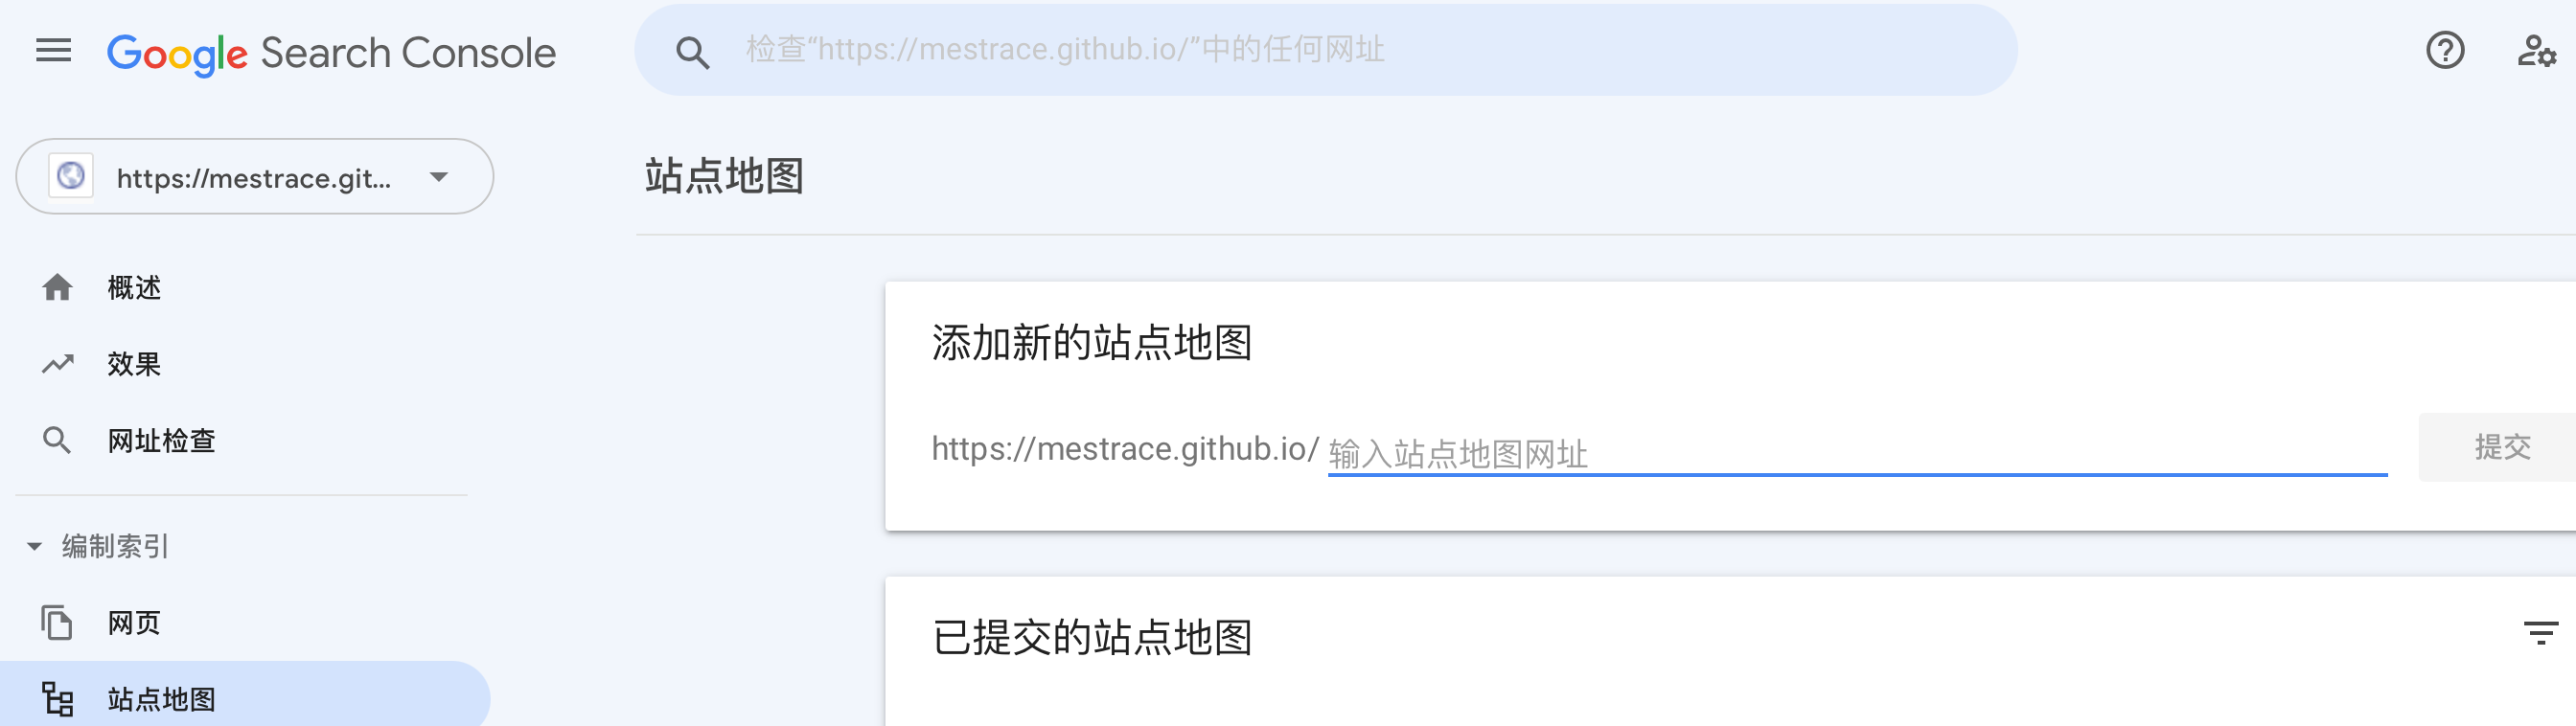 Google Search Console
检查“https://mestrace.github.io/”中的任何网址
https://mestrace.git...
站点地图
概述
效果
网址检查
编制索引
网页
站点地图
添加新的站点地图
https://mestrace.github.io/ 输入站点地图网址
提交
已提交的站点地图